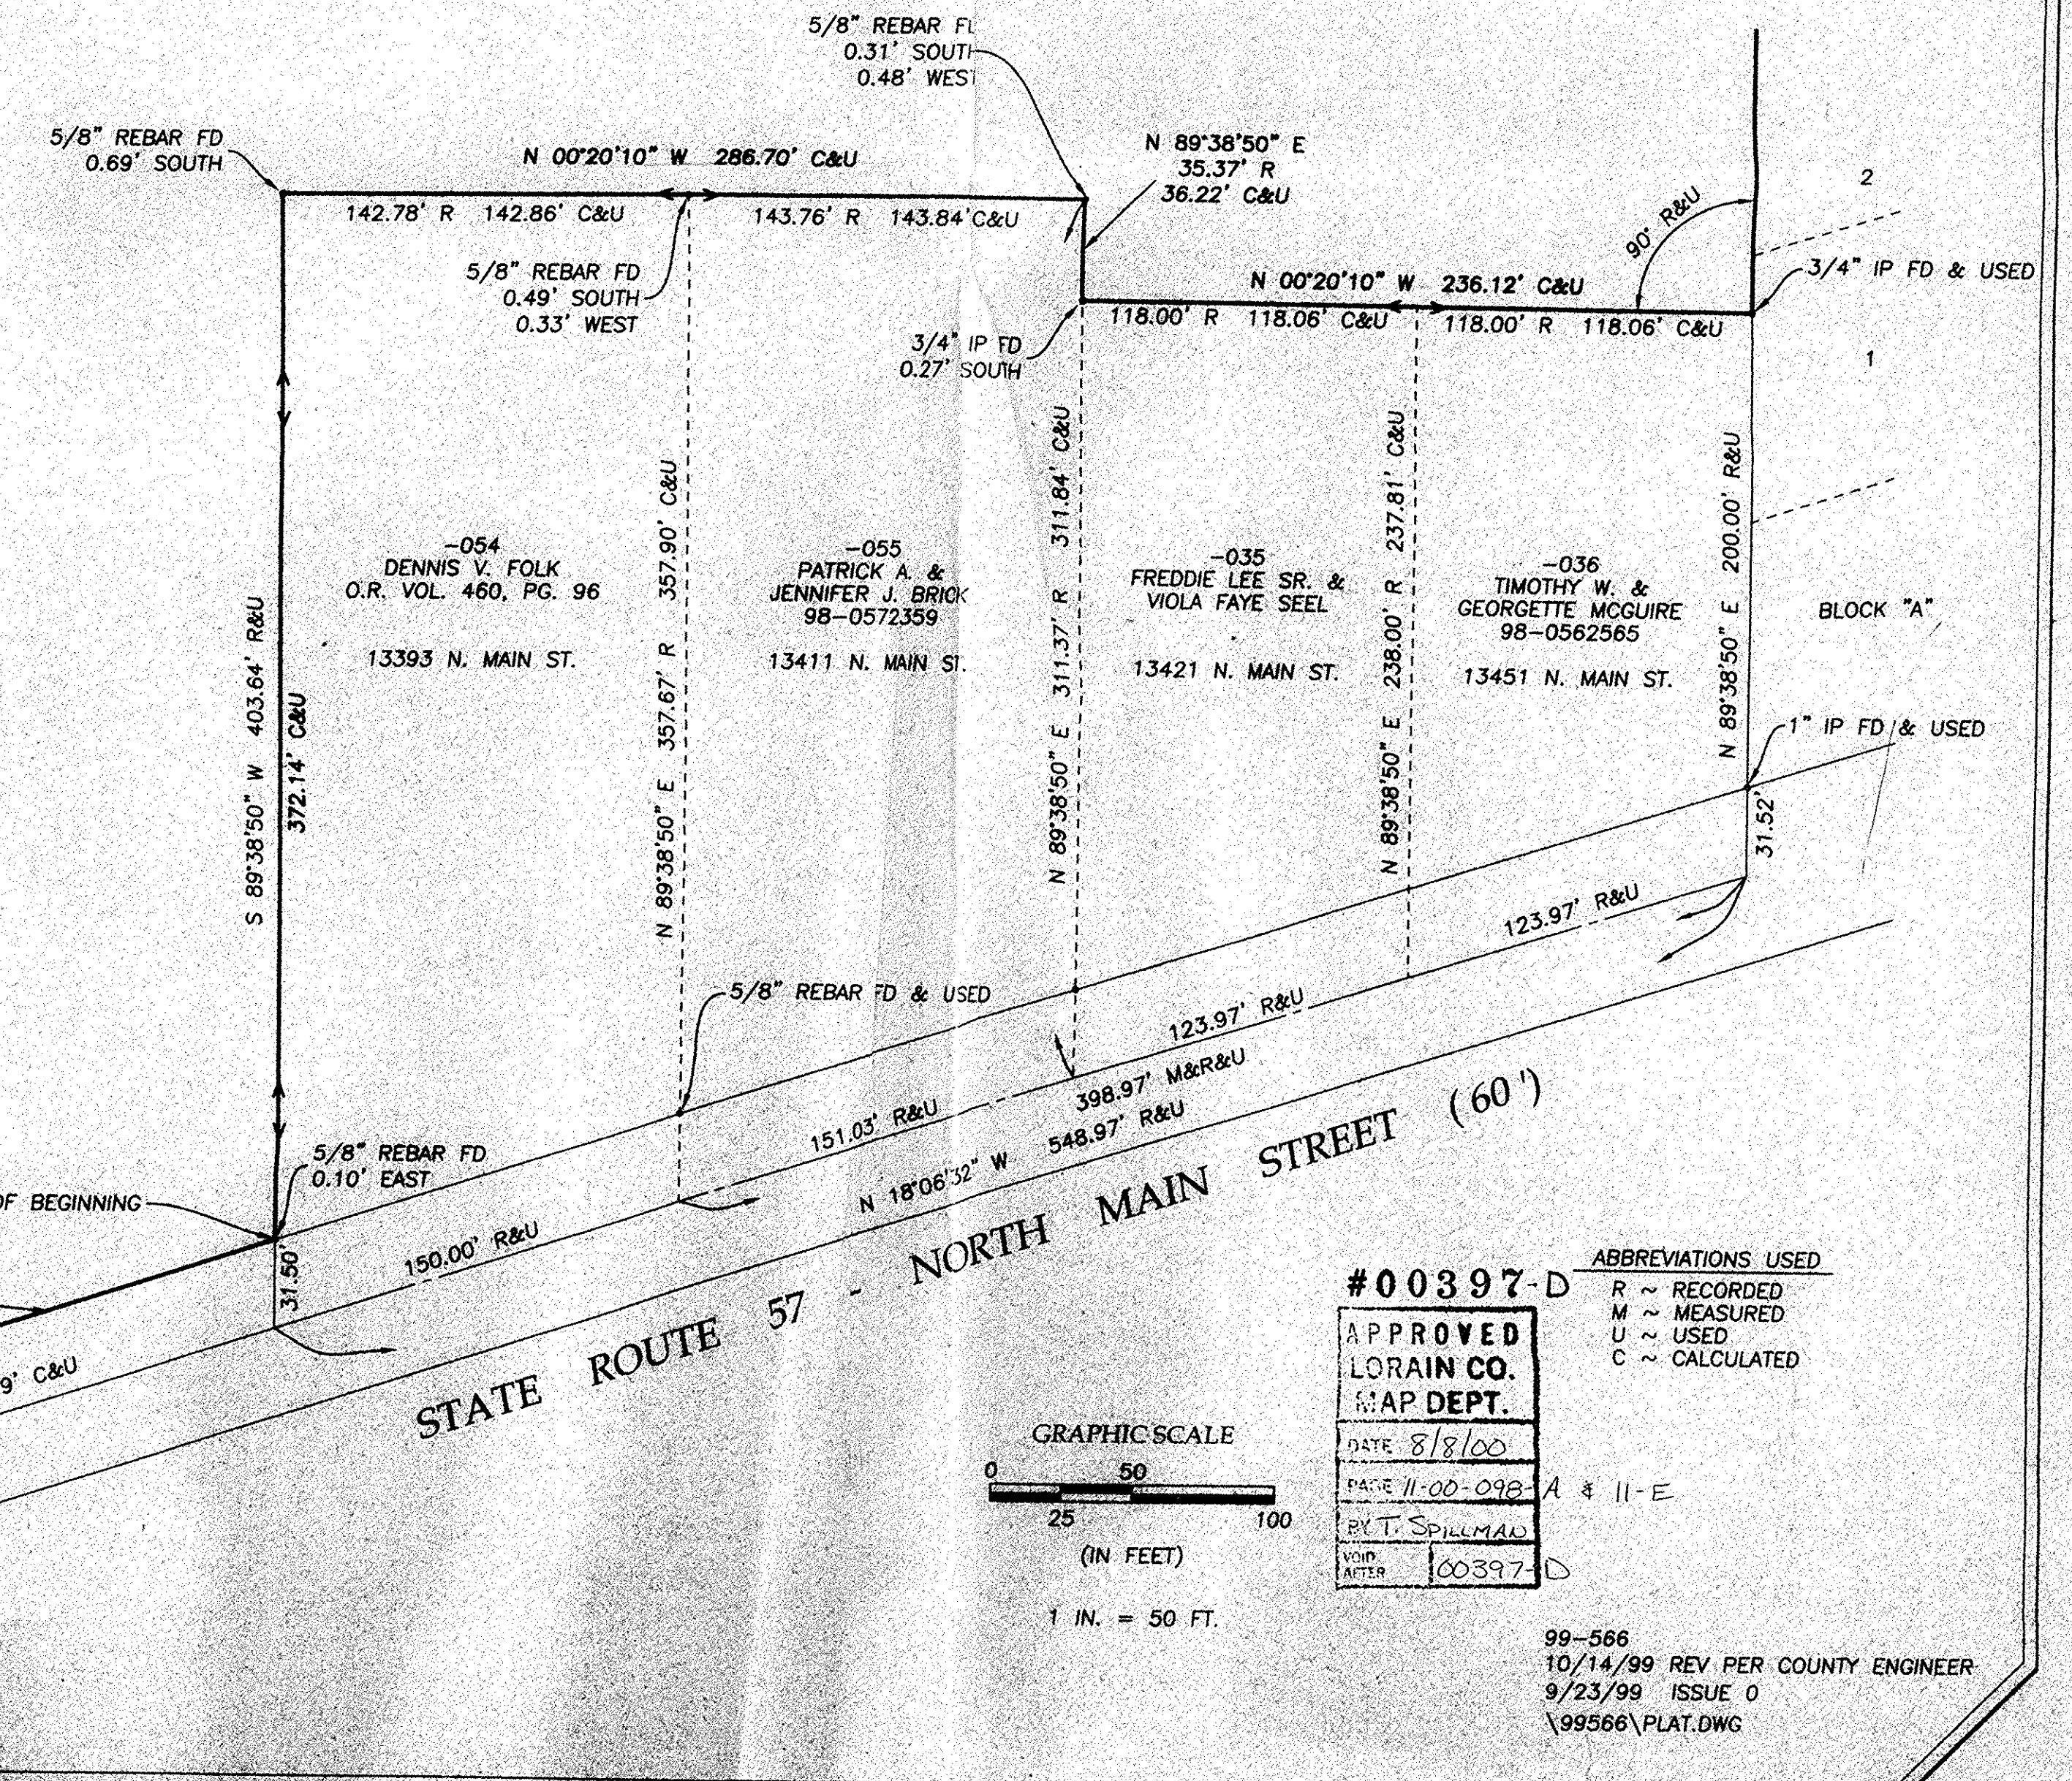 5/8" REBAR
0.31' SOUTH
0.48' WEST
5/8" REBAR FD
0.69' SOUTH
N 00°20'10" W 286.70' C&U
142.78' R 142.86' C&U
143.76' R 143.84' C&U
N 89°38'50" E
35.37' R
36.22' C&U
5/8" REBAR FD
0.49' SOUTH
0.33' WEST
90° R&U
2
3/4" IP FD & USED
N 00°20'10" W 236.12' C&U
118.00' R 118.06' C&U
118.00' R 118.06' C&U
3/4" IP FD
0.27' SOUTH
1
S 89°38'50" W 403.64' R&U
372.14' C&U
-054
DENNIS V. FOLK
O.R. VOL. 460, PG. 96
13393 N. MAIN ST.
N 89°38'50" E 357.67' R 357.90' C&U
-055
PATRICK A. &
JENNIFER J. BRICK
98-0572359
13411 N. MAIN ST.
N 89°38'50" E 311.37' R 311.84' C&U
-035
FREDDIE LEE SR. &
VIOLA FAYE SEEL
13421 N. MAIN ST.
N 89°38'50" E 238.00' R 237.81' C&U
-036
TIMOTHY W. &
GEORGETTE MCGUIRE
98-0562565
13451 N. MAIN ST.
N 89°38'50" E 200.00' R&U
BLOCK "A"
1" IP FD & USED
31.52'
123.97' R&U
5/8" REBAR FD & USED
123.97' R&U
398.97' M&R&U
151.03' R&U
N 18°06'32" W 548.97' R&U
5/8" REBAR FD
0.10' EAST
OF BEGINNING
31.50'
150.00' R&U
9' C&U
STATE ROUTE 57 - NORTH MAIN STREET (60')
#00397-D
APPROVED
LORAIN CO.
MAP DEPT.
DATE 8/8/00
PAGE 11-00-098-A & 11-E
BY T. SPILLMAN
VOID AFTER 00397-D
ABBREVIATIONS USED
R ~ RECORDED
M ~ MEASURED
U ~ USED
C ~ CALCULATED
GRAPHIC SCALE
0 50
25 100
(IN FEET)
1 IN. = 50 FT.
99-566
10/14/99 REV PER COUNTY ENGINEER
9/23/99 ISSUE 0
\99566\PLAT.DWG